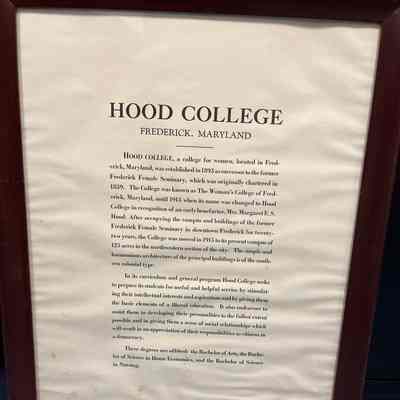 HOOD COLLEGE
FREDERICK, MARYLAND
HOOD COLLEGE, a college for women, located in Fred-
erick, Maryland, was established in 1893 as successor to the former
Frederick Female Seminary, which was originally chartered in
1839. The College was known as The Woman's College of Fred-
erick, Maryland, until 1913 when its name was changed to Hood
College in recognition of an early benefactor, Mrs. Margaret E. S.
Hood. After occupying the campus and buildings of the former
Frederick Female Seminary in downtown Frederick for twenty-
two years, the College was moved in 1915 to its present campus of
125 acres in the northwestern section of the city. The simple and
harmonious architecture of the principal buildings is of the south-
ern colonial type.
In its curriculum and general program Hood College seeks
to prepare its students for useful and helpful service by stimulat-
ing their intellectual interests and aspirations and by giving them
the basic elements of a liberal education. It also endeavors to
assist them in developing their personalities to the fullest extent
possible and in giving them a sense of social relationships which
will result in an appreciation of their responsibilities as citizens in
a democracy.
Three degrees are offered: the Bachelor of Arts, the Bache-
lor of Science in Home Economics, and the Bachelor of Science
in Nursing.